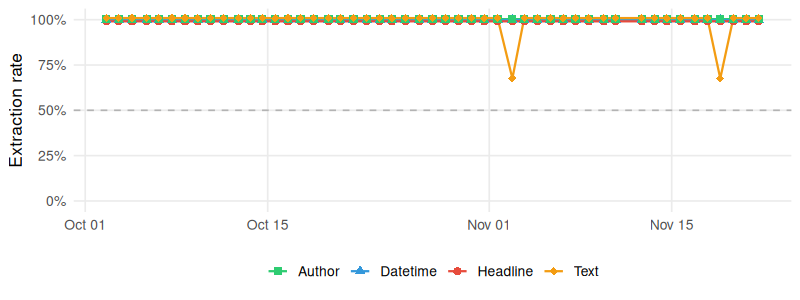 Extraction rate
100%
75%
50%
25%
0%
Oct 01 Oct 15 Nov 01 Nov 15
Author Datetime Headline Text